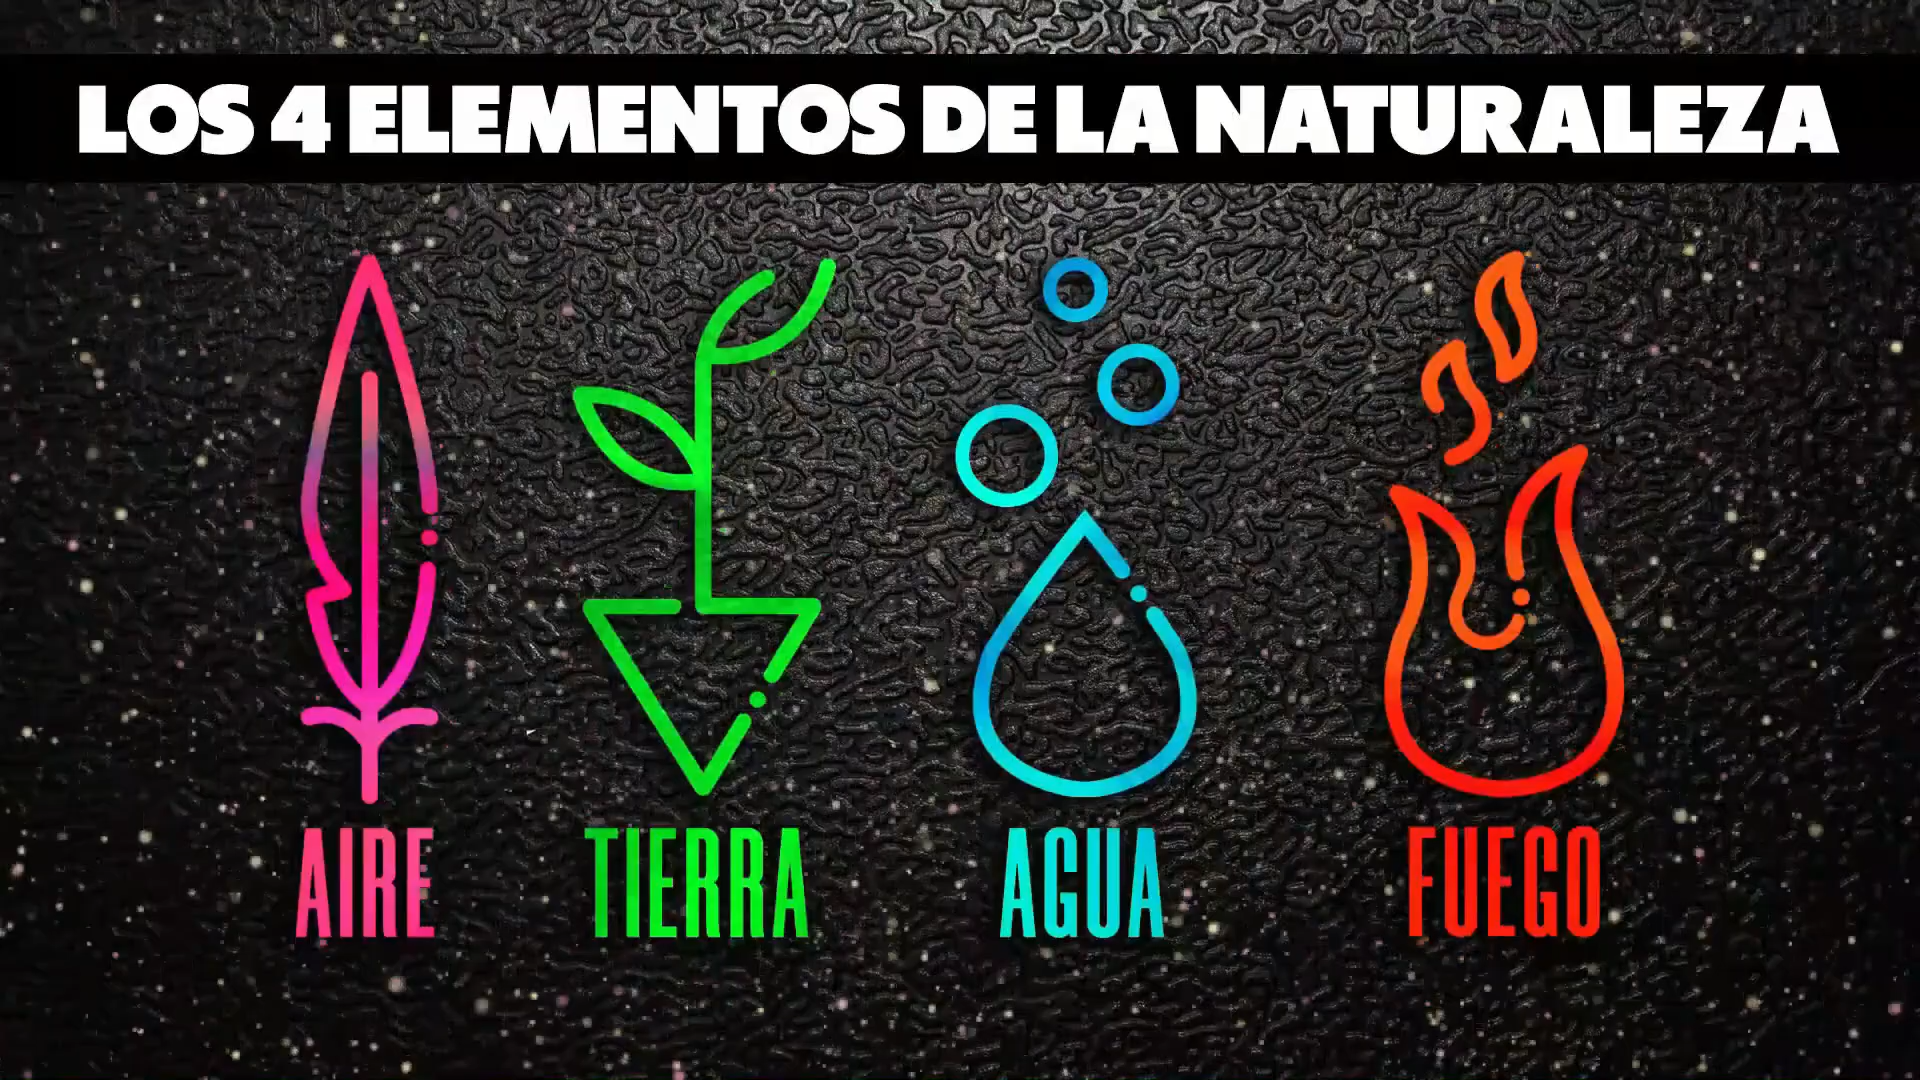 LOS 4 ELEMENTOS DE LA NATURALEZA
AIRE
TIERRA
AGUA
FUEGO